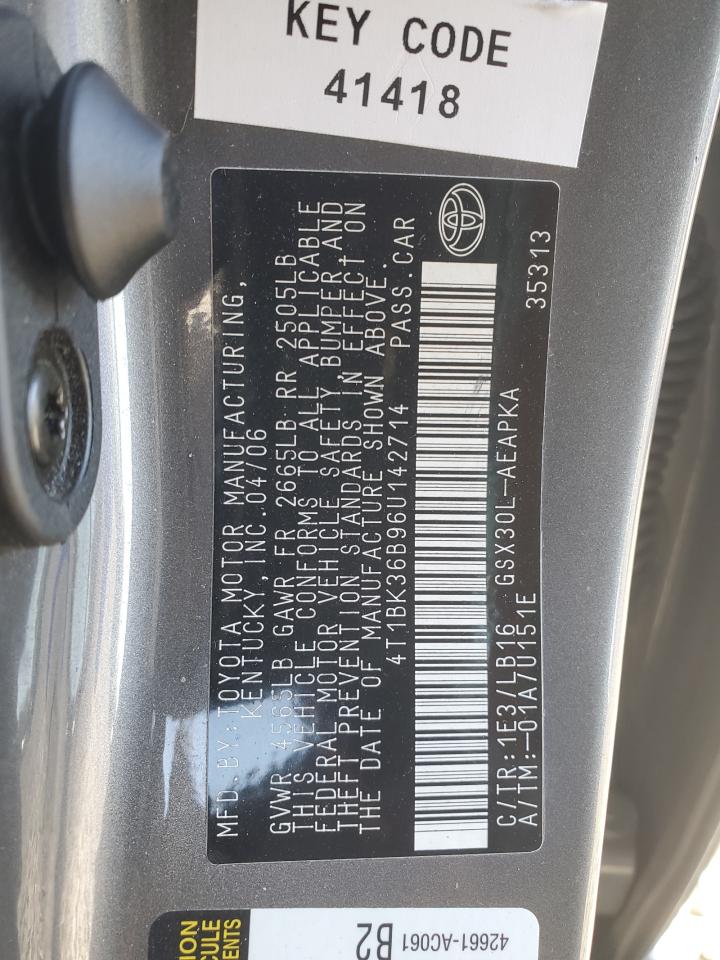 KEY CODE
41418
MFD. BY: TOYOTA MOTOR MANUFACTURING,
KENTUCKY, INC. 04/06
GVWR 4565LB GAWR FR 2665LB RR 2505LB
THIS VEHICLE CONFORMS TO ALL APPLICABLE
FEDERAL MOTOR VEHICLE SAFETY, BUMPER, AND
THEFT PREVENTION STANDARDS IN EFFECT ON
THE DATE OF MANUFACTURE SHOWN ABOVE.
4T1BK36B96U142714 PASS.CAR
C/TR:1E3/LB16 GSX30L-AEAPKA
A/TM:-01A/U151E 35313
ION
CULE
ENTS
B2
42661-AC061